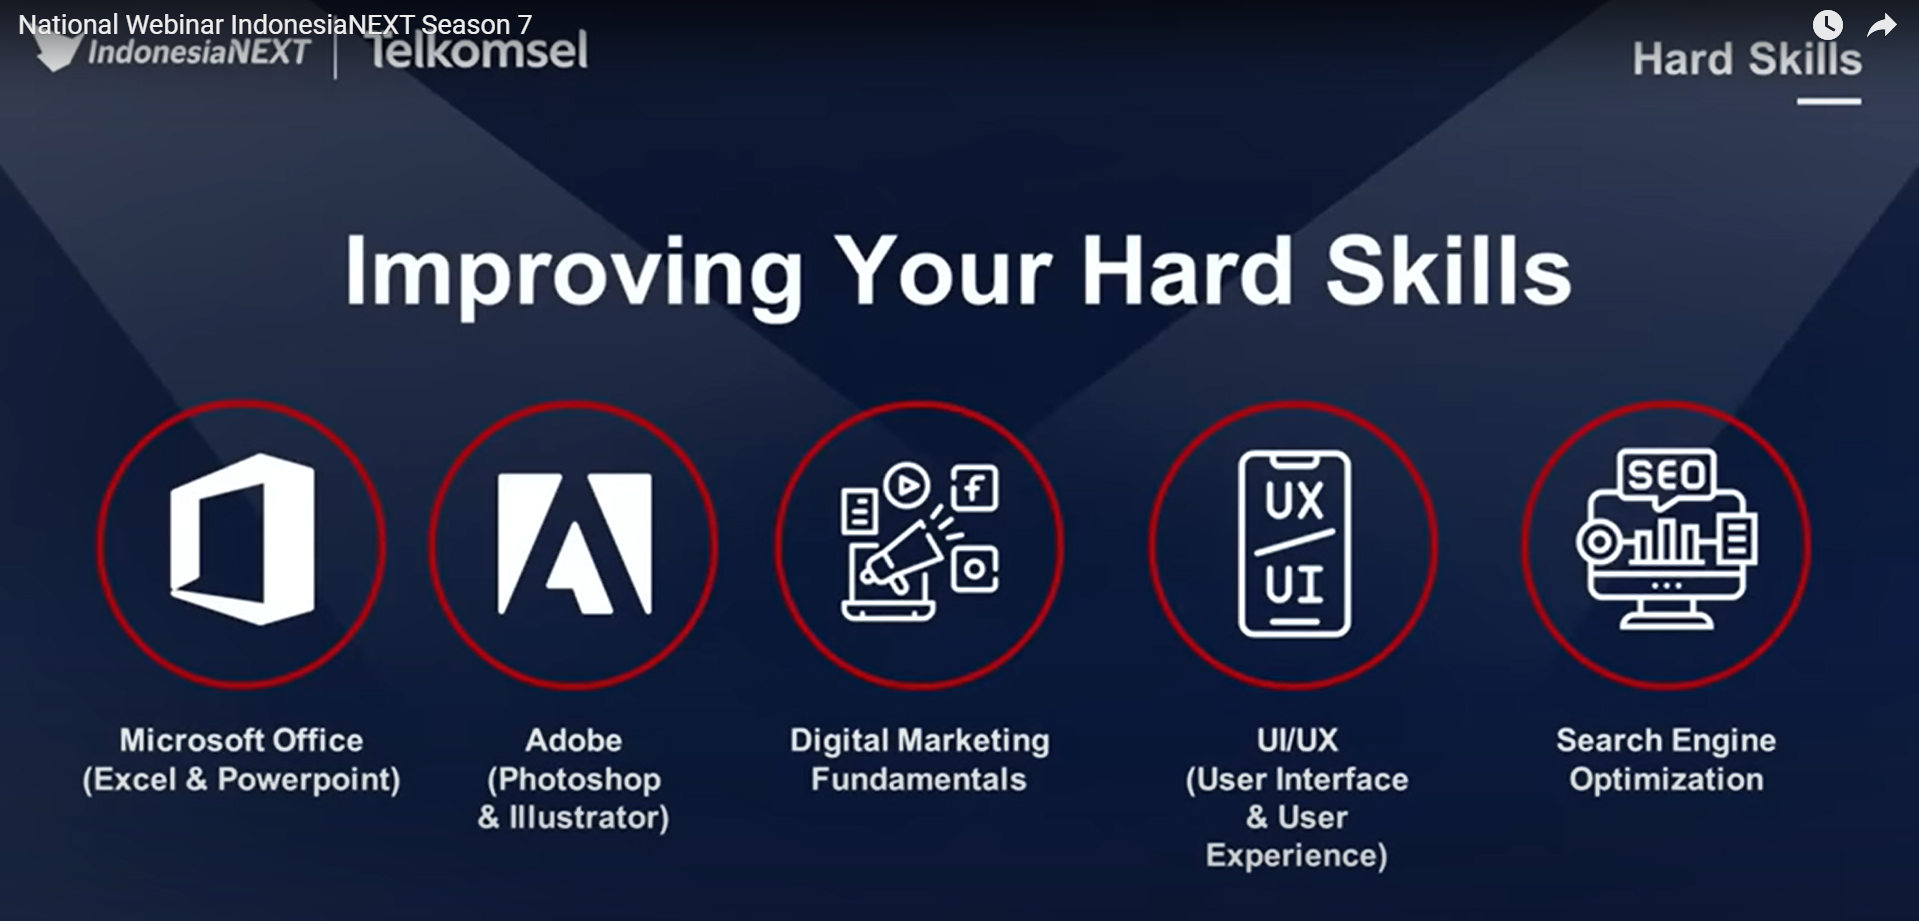 National Webinar IndonesiaNEXT Season 7
IndonesiaNEXT | Telkomsel
Hard Skills
Improving Your Hard Skills
f
UX
UI
SEO
Microsoft Office
(Excel & Powerpoint)
Adobe
(Photoshop
& Illustrator)
Digital Marketing
Fundamentals
UI/UX
(User Interface
& User
Experience)
Search Engine
Optimization